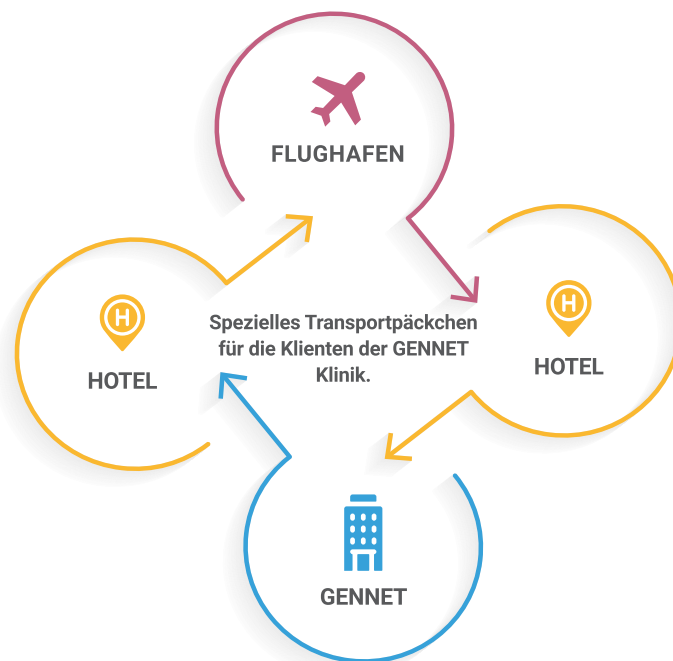 FLUGHAFEN
H
HOTEL
Spezielles Transportpäckchen
für die Klienten der GENNET
Klinik.
H
HOTEL
GENNET